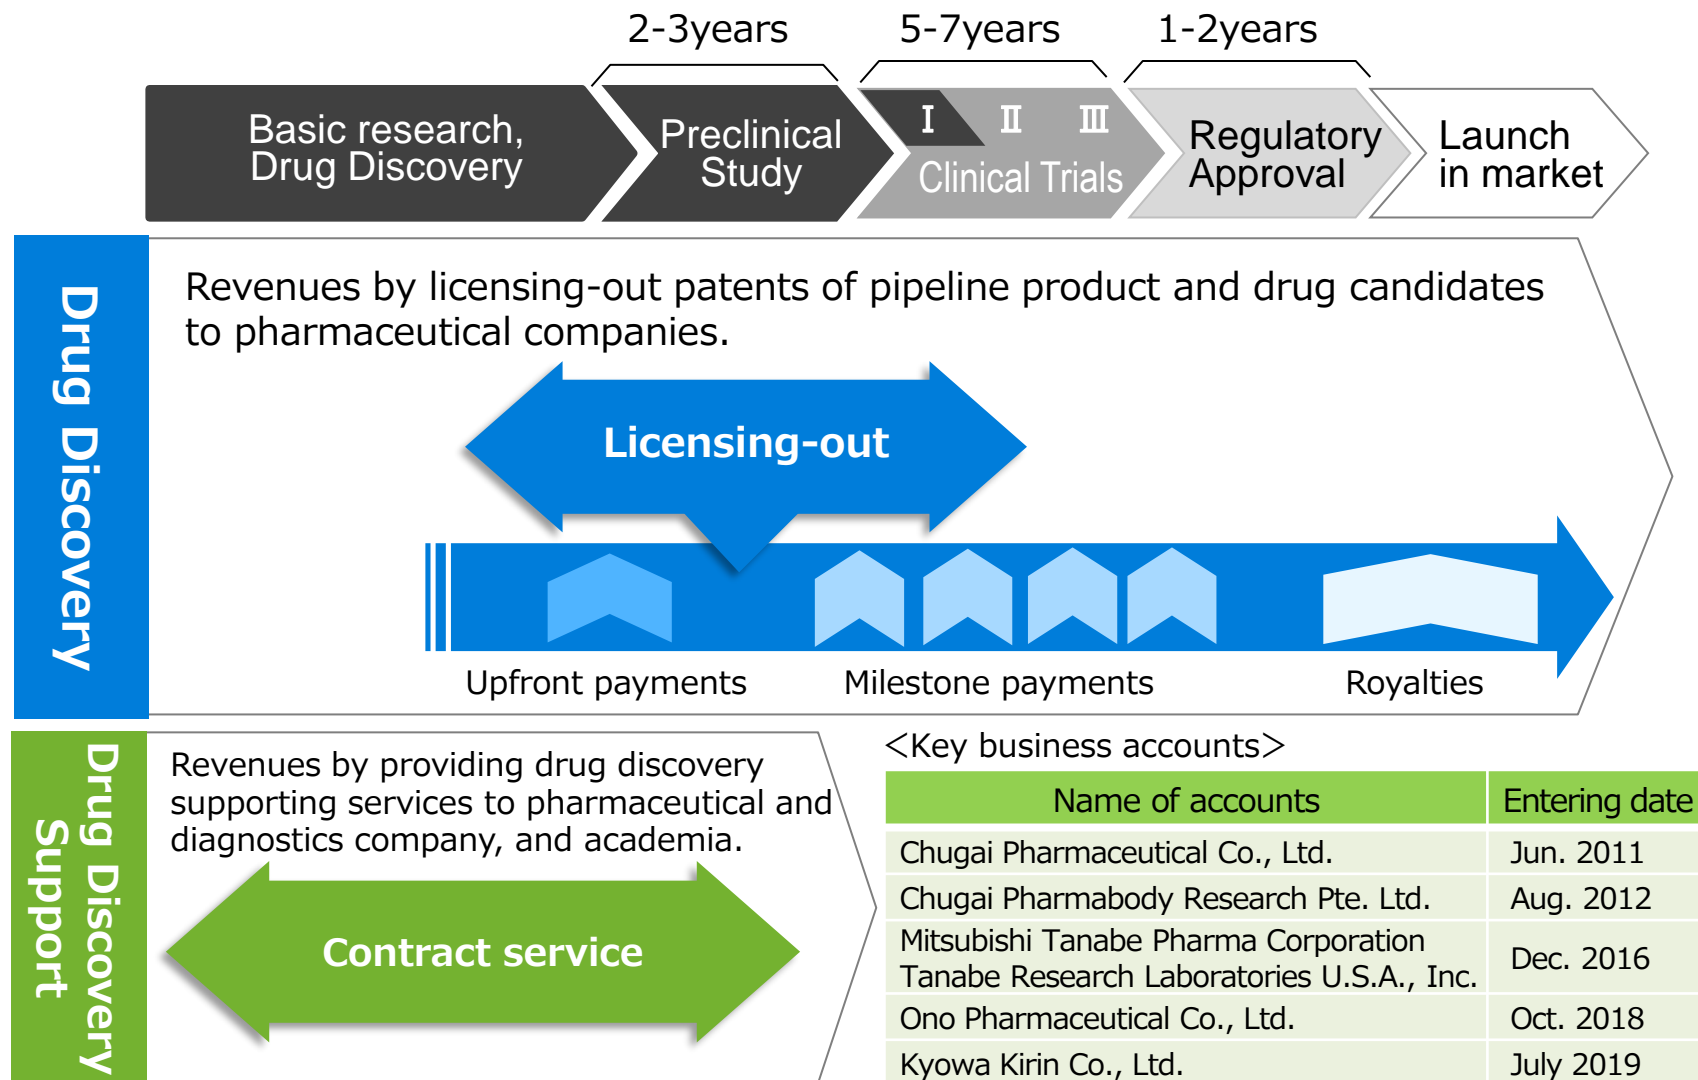 2-3years
5-7years
1-2years
Basic research,
Drug Discovery
Preclinical
Study
Ⅰ Ⅱ Ⅲ
Clinical Trials
Regulatory
Approval
Launch
in market
Drug Discovery
Revenues by licensing-out patents of pipeline product and drug candidates
to pharmaceutical companies.
Licensing-out
Upfront payments
Milestone payments
Royalties
Drug Discovery
Support
Revenues by providing drug discovery
supporting services to pharmaceutical and
diagnostics company, and academia.
Contract service
＜Key business accounts＞
Name of accounts Entering date
Chugai Pharmaceutical Co., Ltd. Jun. 2011
Chugai Pharmabody Research Pte. Ltd. Aug. 2012
Mitsubishi Tanabe Pharma Corporation
Tanabe Research Laboratories U.S.A., Inc. Dec. 2016
Ono Pharmaceutical Co., Ltd. Oct. 2018
Kyowa Kirin Co., Ltd. July 2019